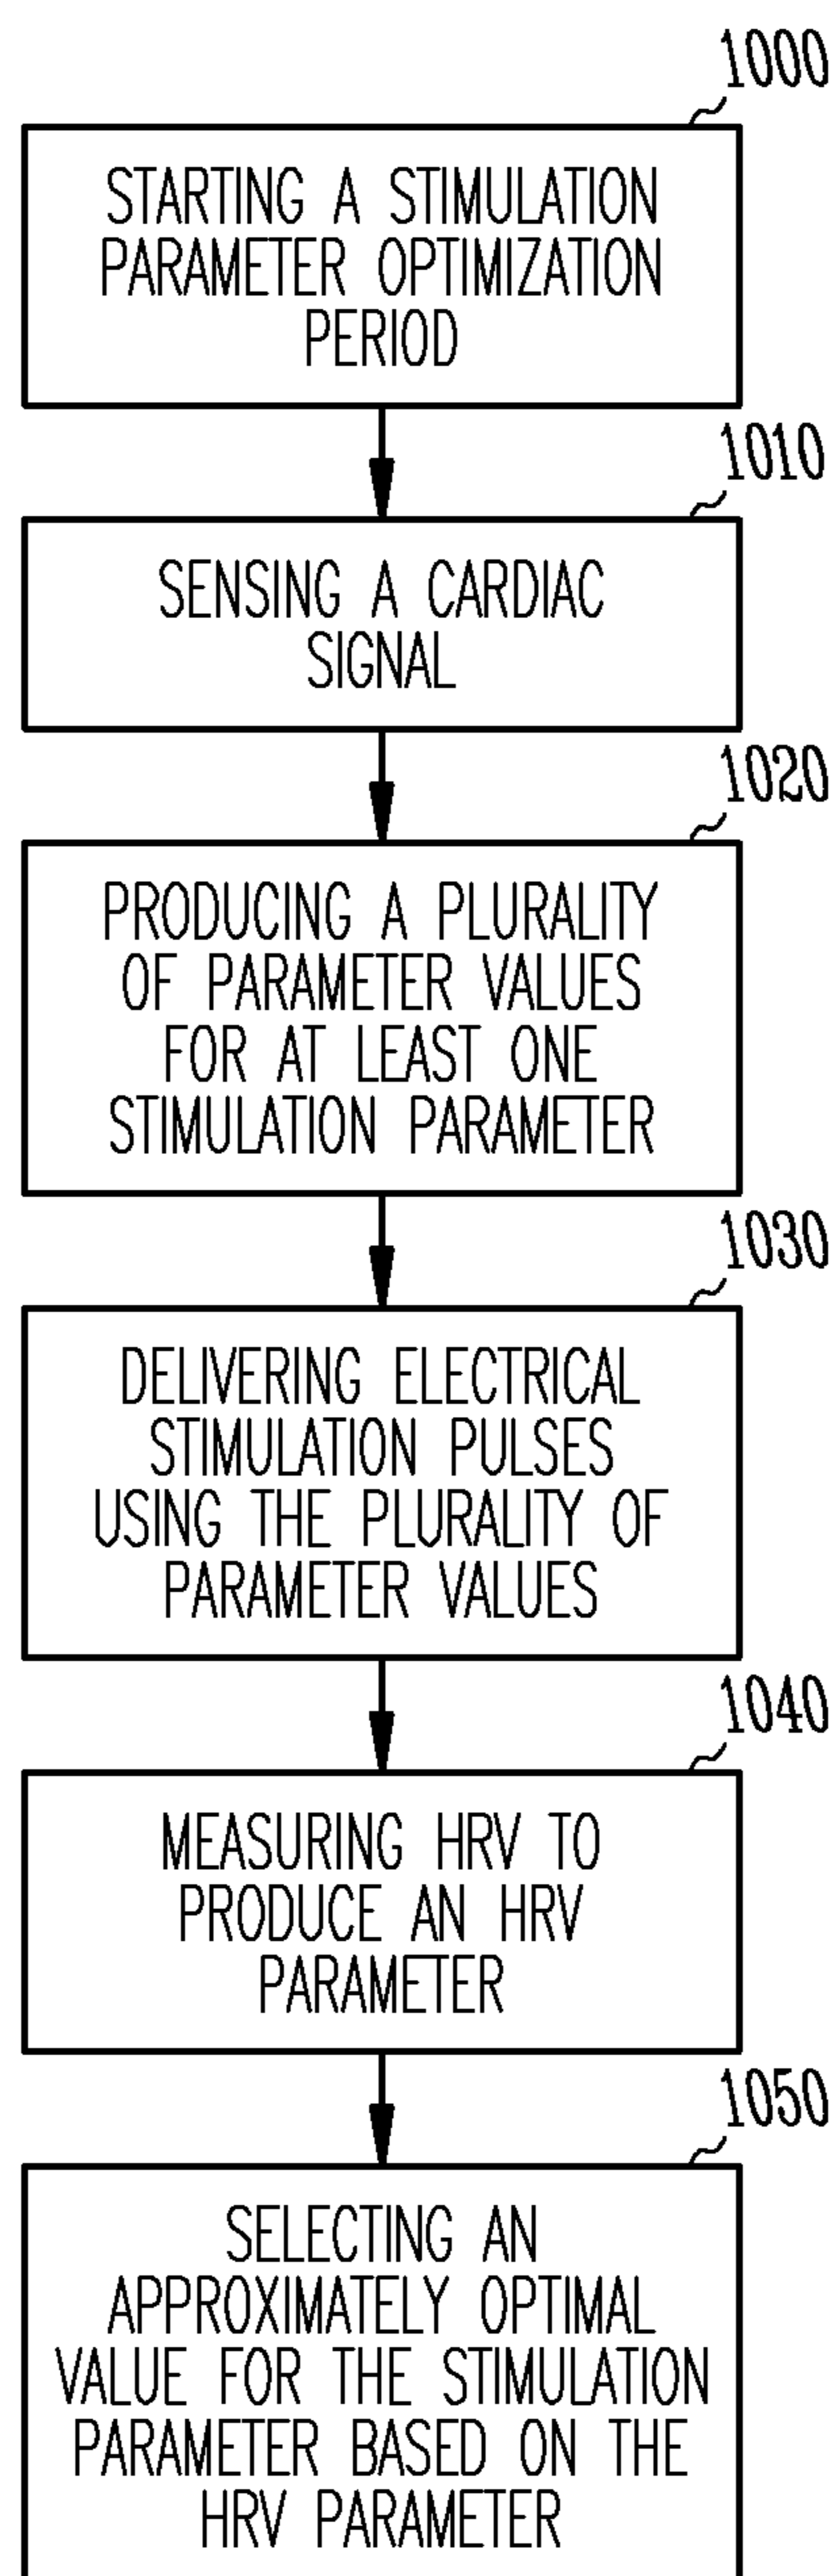 1000
STARTING A STIMULATION
PARAMETER OPTIMIZATION
PERIOD
1010
SENSING A CARDIAC
SIGNAL
1020
PRODUCING A PLURALITY
OF PARAMETER VALUES
FOR AT LEAST ONE
STIMULATION PARAMETER
1030
DELIVERING ELECTRICAL
STIMULATION PULSES
USING THE PLURALITY OF
PARAMETER VALUES
1040
MEASURING HRV TO
PRODUCE AN HRV
PARAMETER
1050
SELECTING AN
APPROXIMATELY OPTIMAL
VALUE FOR THE STIMULATION
PARAMETER BASED ON THE
HRV PARAMETER